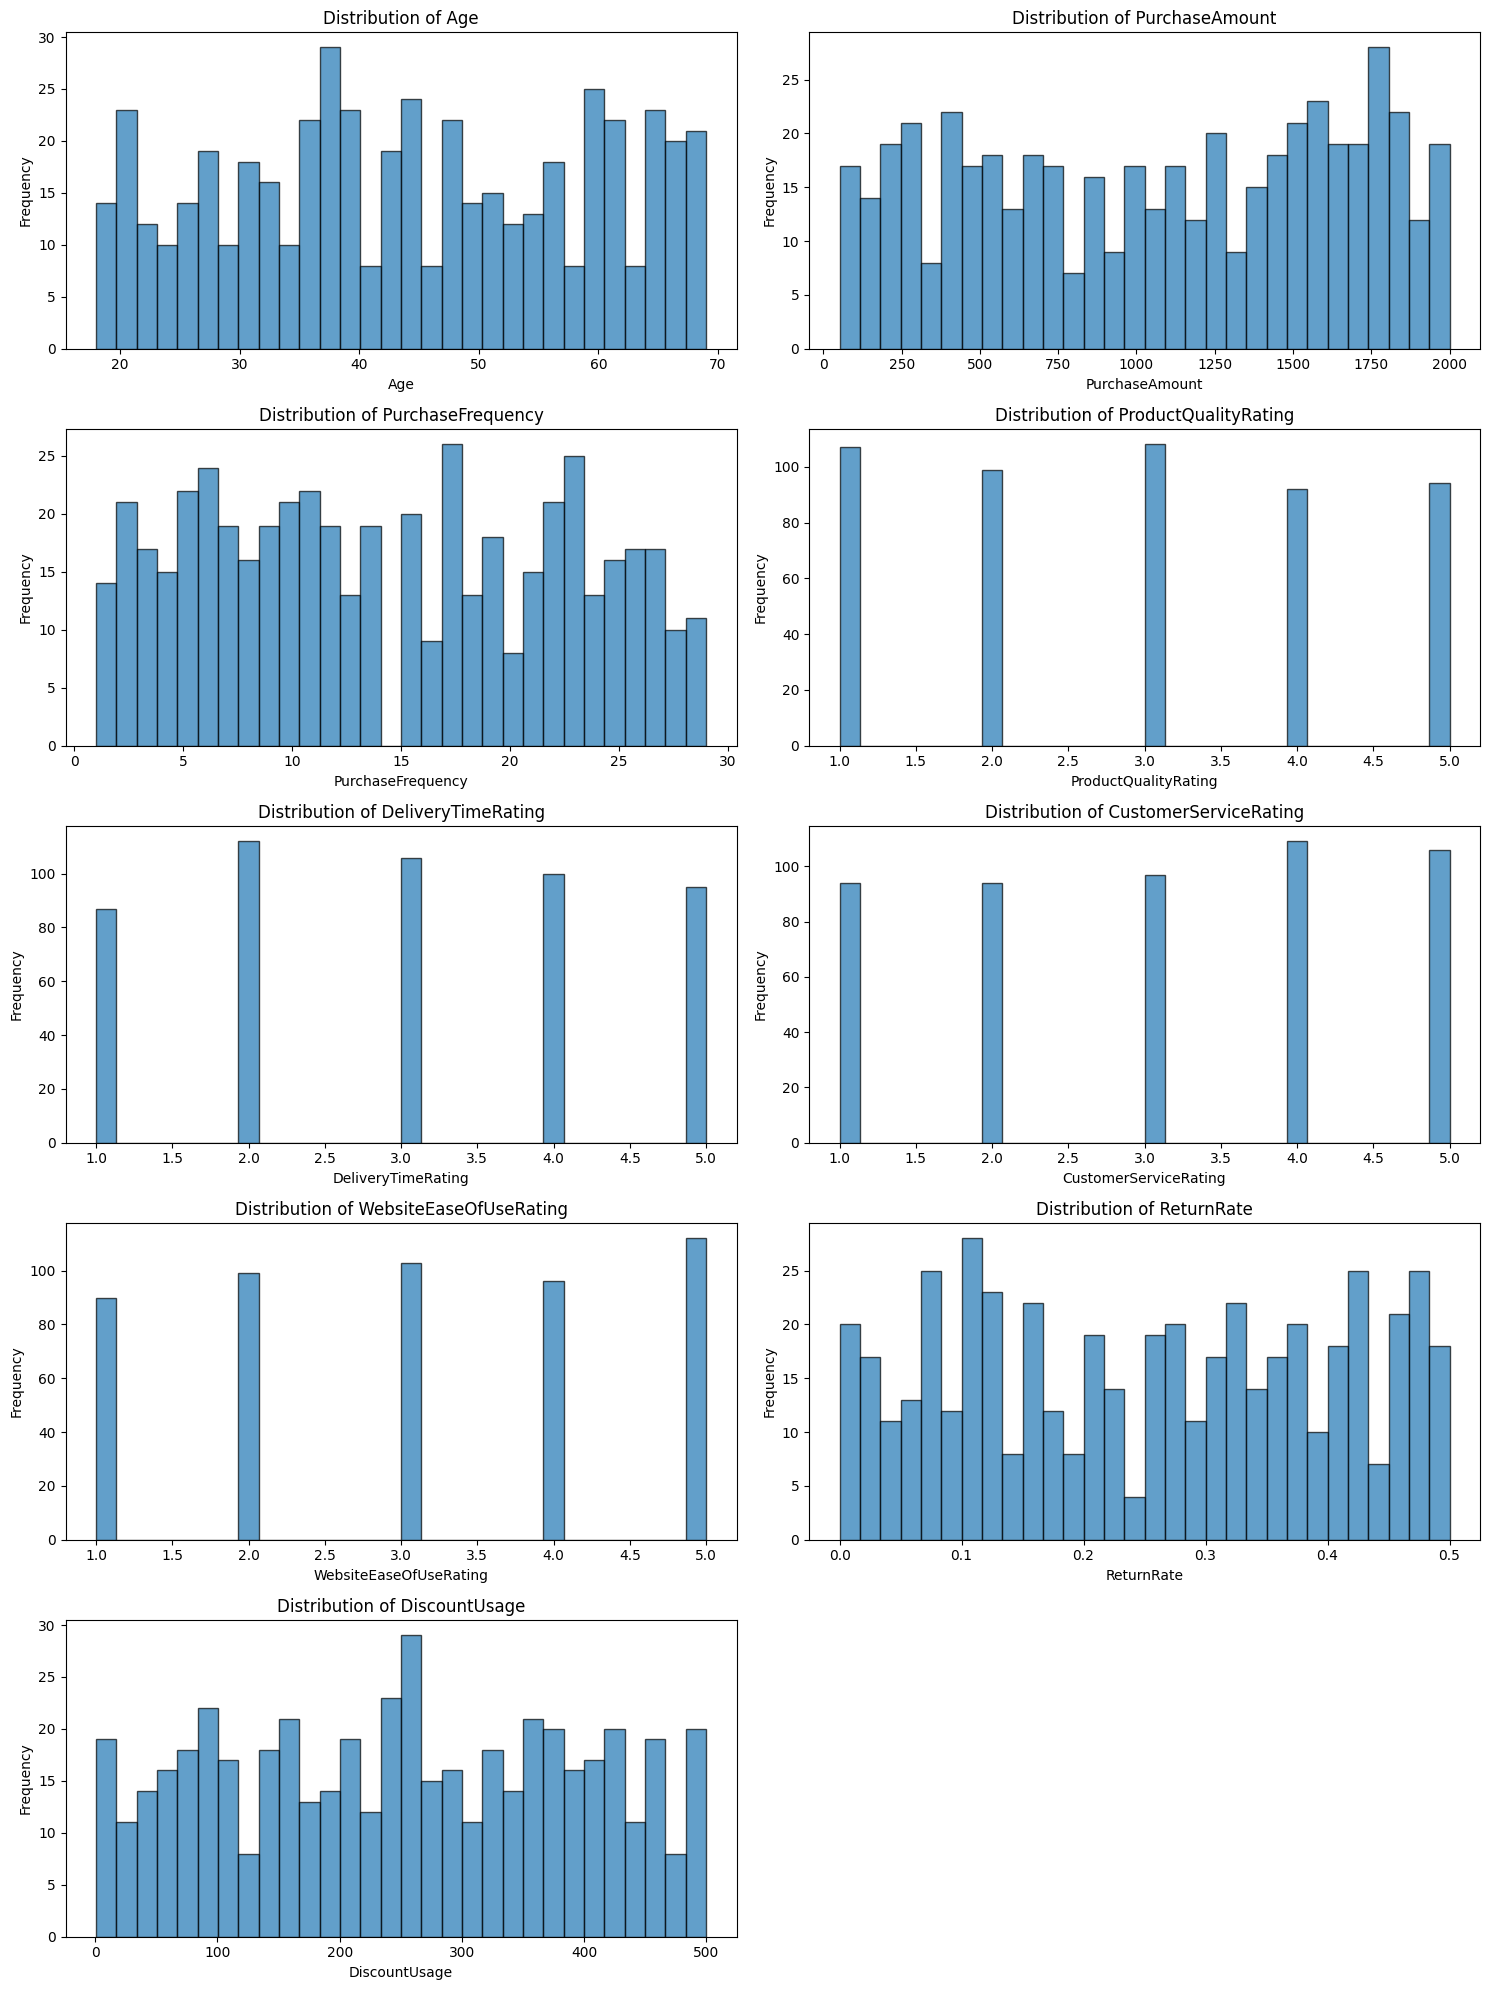 Distribution of Age
30
25
20
15
10
5
0
Frequency
20 30 40 50 60 70
Age
Distribution of PurchaseAmount
25
20
15
10
5
0
Frequency
0 250 500 750 1000 1250 1500 1750 2000
PurchaseAmount
Distribution of PurchaseFrequency
25
20
15
10
5
0
Frequency
0 5 10 15 20 25 30
PurchaseFrequency
Distribution of ProductQualityRating
100
80
60
40
20
0
Frequency
1.0 1.5 2.0 2.5 3.0 3.5 4.0 4.5 5.0
ProductQualityRating
Distribution of DeliveryTimeRating
100
80
60
40
20
0
Frequency
1.0 1.5 2.0 2.5 3.0 3.5 4.0 4.5 5.0
DeliveryTimeRating
Distribution of CustomerServiceRating
100
80
60
40
20
0
Frequency
1.0 1.5 2.0 2.5 3.0 3.5 4.0 4.5 5.0
CustomerServiceRating
Distribution of WebsiteEaseOfUseRating
100
80
60
40
20
0
Frequency
1.0 1.5 2.0 2.5 3.0 3.5 4.0 4.5 5.0
WebsiteEaseOfUseRating
Distribution of ReturnRate
25
20
15
10
5
0
Frequency
0.0 0.1 0.2 0.3 0.4 0.5
ReturnRate
Distribution of DiscountUsage
30
25
20
15
10
5
0
Frequency
0 100 200 300 400 500
DiscountUsage